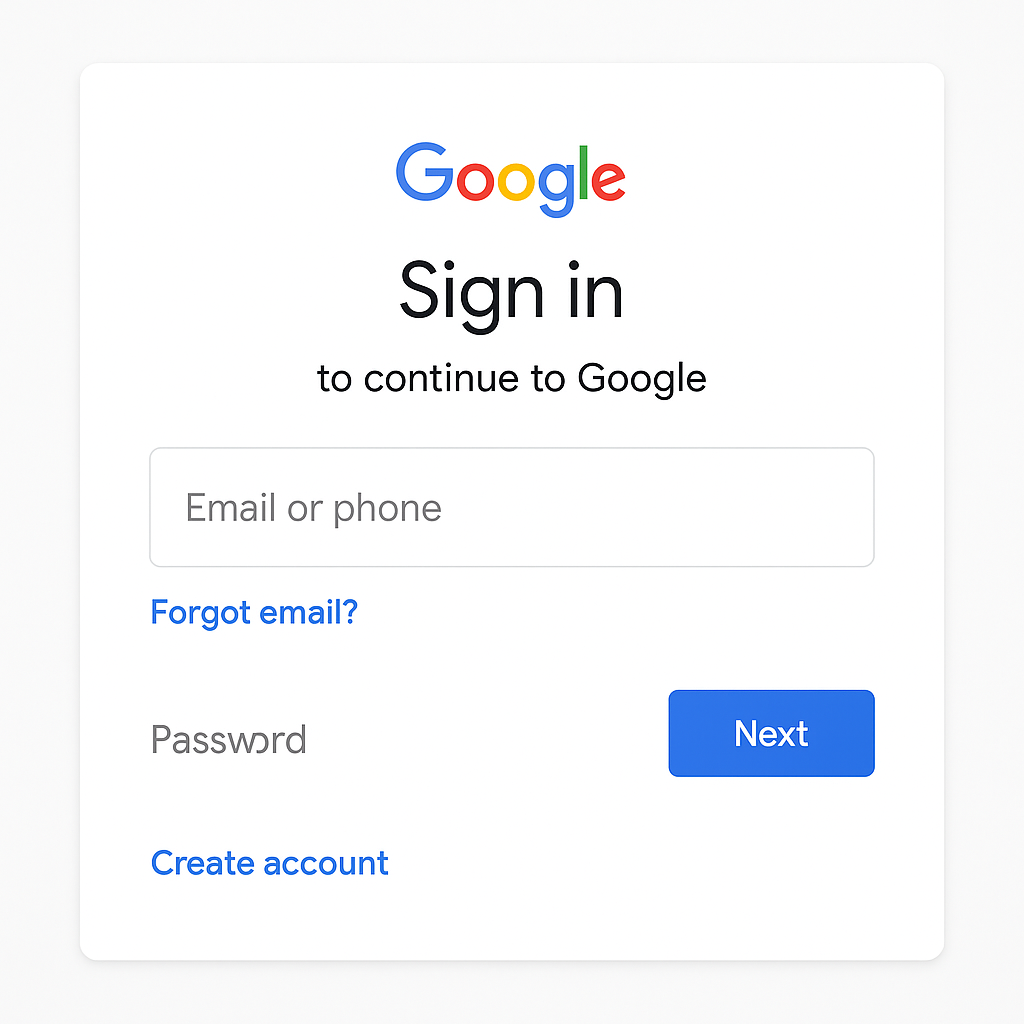 Google
Sign in
to continue to Google
Email or phone
Forgot email?
Password
Next
Create account